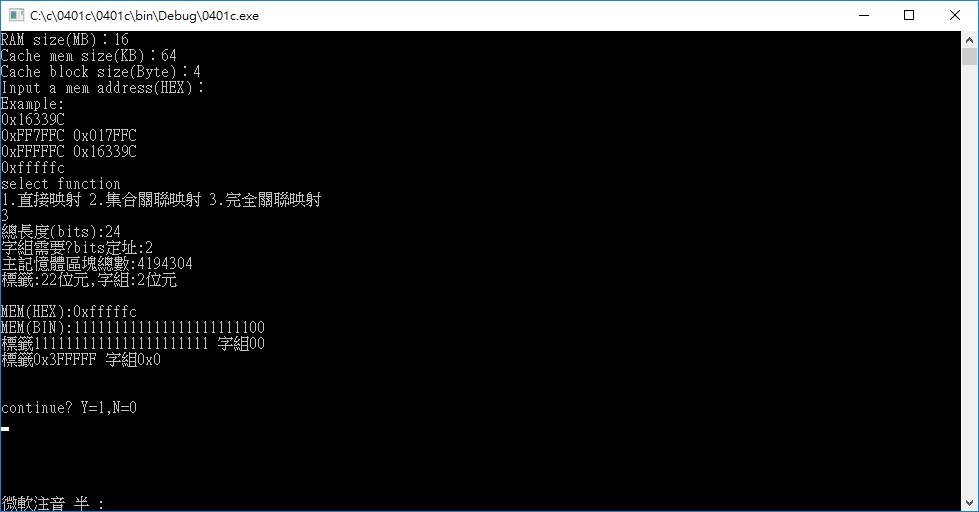 C:\c\0401c\0401c\bin\Debug\0401c.exe
RAM size(MB)：16
Cache mem size(KB)：64
Cache block size(Byte)：4
Input a mem address(HEX)：
Example:
0x16339C
0xFF7FFC 0x017FFC
0xFFFFFC 0x16339C
0xfffffc
select function
1.直接映射 2.集合關聯映射 3.完全關聯映射
3
總長度(bits):24
字組需要?bits定址:2
主記憶體區塊總數:4194304
標籤:22位元,字組:2位元
MEM(HEX):0xfffffc
MEM(BIN):111111111111111111111100
標籤1111111111111111111111 字組00
標籤0x3FFFFF 字組0x0
continue? Y=1,N=0
微軟注音 半 :